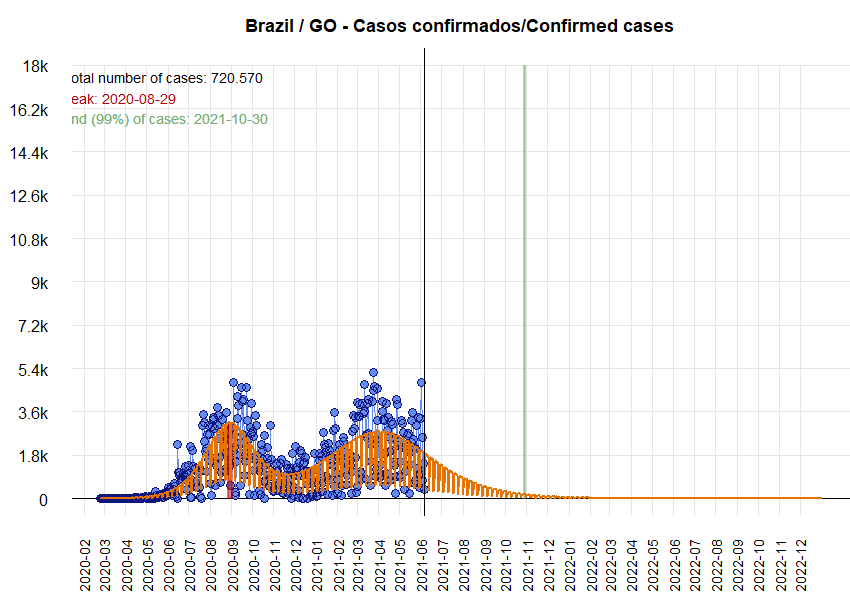 Brazil / GO - Casos confirmados/Confirmed cases
18k
otal number of cases: 720.570
eak: 2020-08-29
nd (99%) of cases: 2021-10-30
16.2k
14.4k
12.6k
10.8k
9k
7.2k
5.4k
3.6k
1.8k
0
2020-02
2020-03
2020-04
2020-05
2020-06
2020-07
2020-08
2020-09
2020-10
2020-11
2020-12
2021-01
2021-02
2021-03
2021-04
2021-05
2021-06
2021-07
2021-08
2021-09
2021-10
2021-11
2021-12
2022-01
2022-02
2022-03
2022-04
2022-05
2022-06
2022-07
2022-08
2022-09
2022-10
2022-11
2022-12